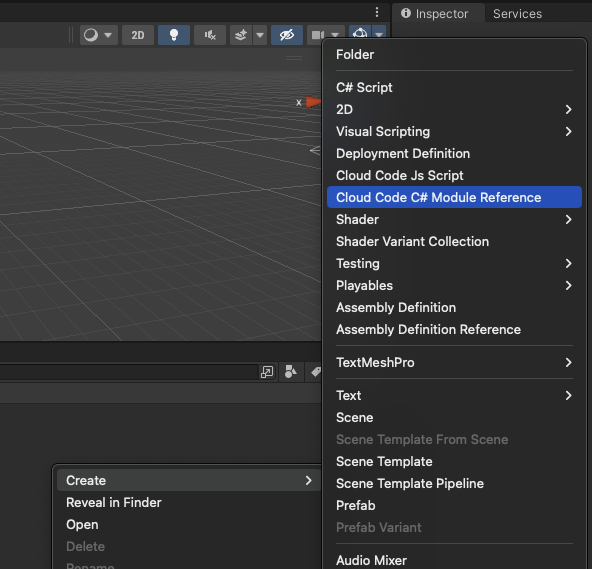 Inspector
Services
2D
x
Folder
C# Script
2D
Visual Scripting
Deployment Definition
Cloud Code Js Script
Cloud Code C# Module Reference
Shader
Shader Variant Collection
Testing
Playables
Assembly Definition
Assembly Definition Reference
TextMeshPro
Text
Scene
Scene Template From Scene
Scene Template
Scene Template Pipeline
Prefab
Prefab Variant
Audio Mixer
Create
Reveal in Finder
Open
Delete
Rename